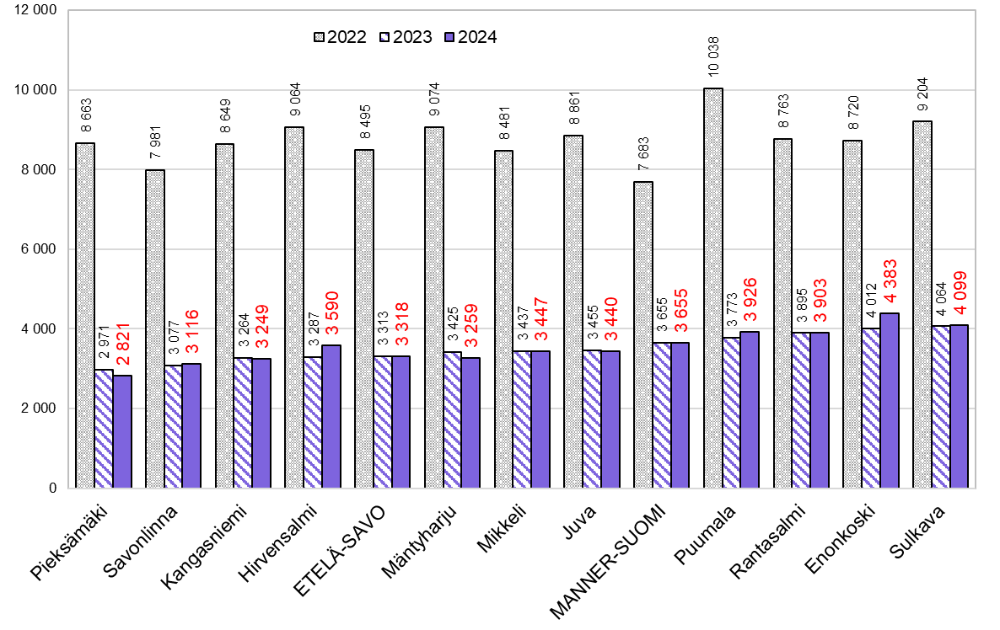 12 000
10 000
8 000
6 000
4 000
2 000
0
2022 2023 2024
8 663 2 971 2 821
7 981 3 077 3 116
8 649 3 264 3 249
9 064 3 287 3 590
8 495 3 313 3 318
9 074 3 425 3 259
8 481 3 437 3 447
8 861 3 455 3 440
7 683 3 655 3 655
10 038 3 773 3 926
8 763 3 895 3 903
8 720 4 012 4 383
9 204 4 064 4 099
Pieksämäki
Savonlinna
Kangasniemi
Hirvensalmi
ETELÄ-SAVO
Mäntyharju
Mikkeli
Juva
MANNER-SUOMI
Puumala
Rantasalmi
Enonkoski
Sulkava